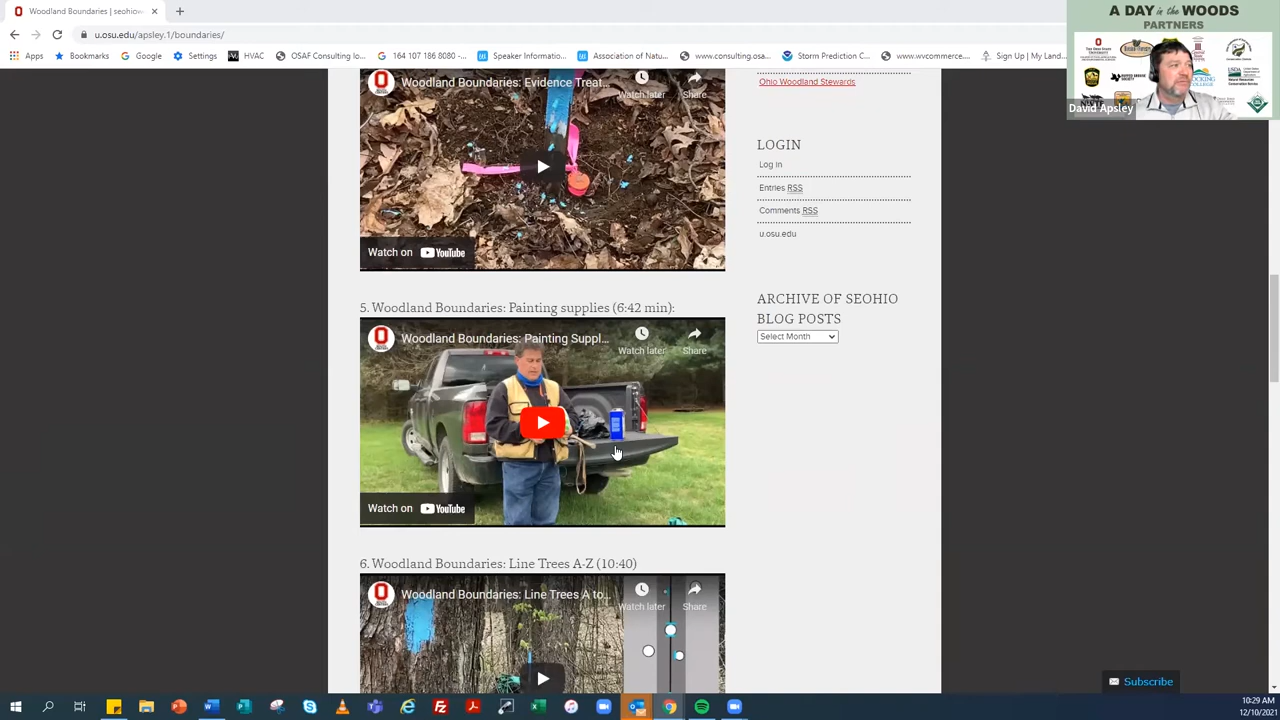 Woodland Boundaries | seohiow
u.osu.edu/apsley.1/boundaries/
Apps
Bookmarks
Google
Settings
HVAC
OSAF Consulting Io...
54.107 186 8080 -...
Speaker Informatio...
Association of Natu...
www.consulting.osa...
Storm Prediction C...
www.wvcommerce...
Sign Up | My Land...
A DAY in the WOODS
PARTNERS
David Apsley
Woodland Boundaries: Evidence Treat...
Watch later
Share
Watch on YouTube
5. Woodland Boundaries: Painting supplies (6:42 min):
Woodland Boundaries: Painting Suppl...
Watch later
Share
Watch on YouTube
6. Woodland Boundaries: Line Trees A-Z (10:40)
Woodland Boundaries: Line Trees A to...
Watch later
Share
Ohio Woodland Stewards
LOGIN
Log in
Entries RSS
Comments RSS
u.osu.edu
ARCHIVE OF SEOHIO
BLOG POSTS
Select Month
Subscribe
10:29 AM
12/10/2021